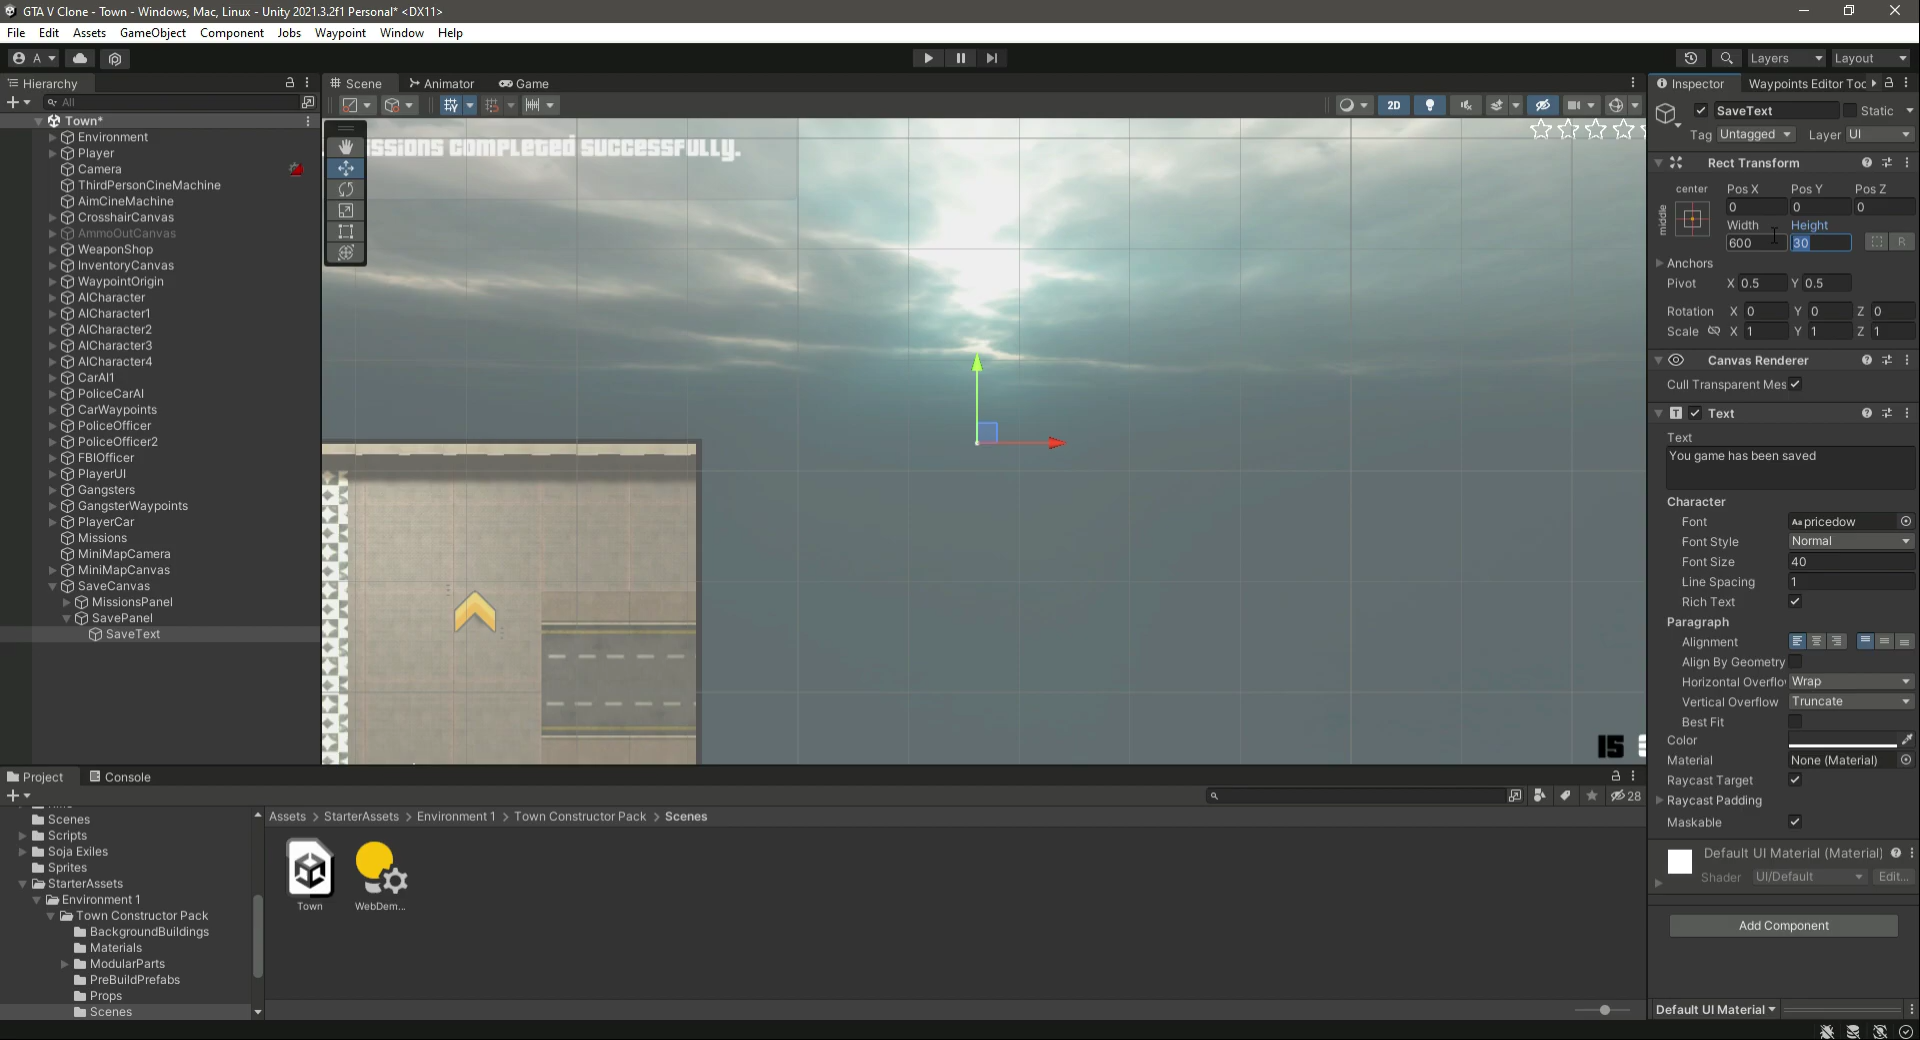 GTA V Clone - Town - Windows, Mac, Linux - Unity 2021.3.2f1 Personal* <DX11>
File Edit Assets GameObject Component Jobs Waypoint Window Help
A Layers Layout
Hierarchy
All
Town*
Environment
Player
Camera
ThirdPersonCineMachine
AimCineMachine
CrosshairCanvas
AmmoOutCanvas
WeaponShop
InventoryCanvas
WaypointOrigin
AICharacter
AICharacter1
AICharacter2
AICharacter3
AICharacter4
CarAI1
PoliceCarAI
CarWaypoints
PoliceOfficer
PoliceOfficer2
FBIOfficer
PlayerUI
Gangsters
GangsterWaypoints
PlayerCar
Missions
MiniMapCamera
MiniMapCanvas
SaveCanvas
MissionsPanel
SavePanel
SaveText
Scene Animator Game
2D
issions completed successfully.
15
Inspector Waypoints Editor Too
SaveText Static
Tag Untagged Layer UI
Rect Transform
center Pos X Pos Y Pos Z
middle 0 0 0
Width Height
600 30 R
Anchors
Pivot X 0.5 Y 0.5
Rotation X 0 Y 0 Z 0
Scale X 1 Y 1 Z 1
Canvas Renderer
Cull Transparent Mes
Text
Text
You game has been saved
Character
Font Aa pricedow
Font Style Normal
Font Size 40
Line Spacing 1
Rich Text
Paragraph
Alignment
Align By Geometry
Horizontal Overflo Wrap
Vertical Overflow Truncate
Best Fit
Color
Material None (Material)
Raycast Target
Raycast Padding
Maskable
Default UI Material (Material)
Shader UI/Default Edit...
Add Component
Default UI Material
Project Console
28
Scenes
Scripts
Soja Exiles
Sprites
StarterAssets
Environment 1
Town Constructor Pack
BackgroundBuildings
Materials
ModularParts
PreBuildPrefabs
Props
Scenes
Assets > StarterAssets > Environment 1 > Town Constructor Pack > Scenes
Town
WebDem...